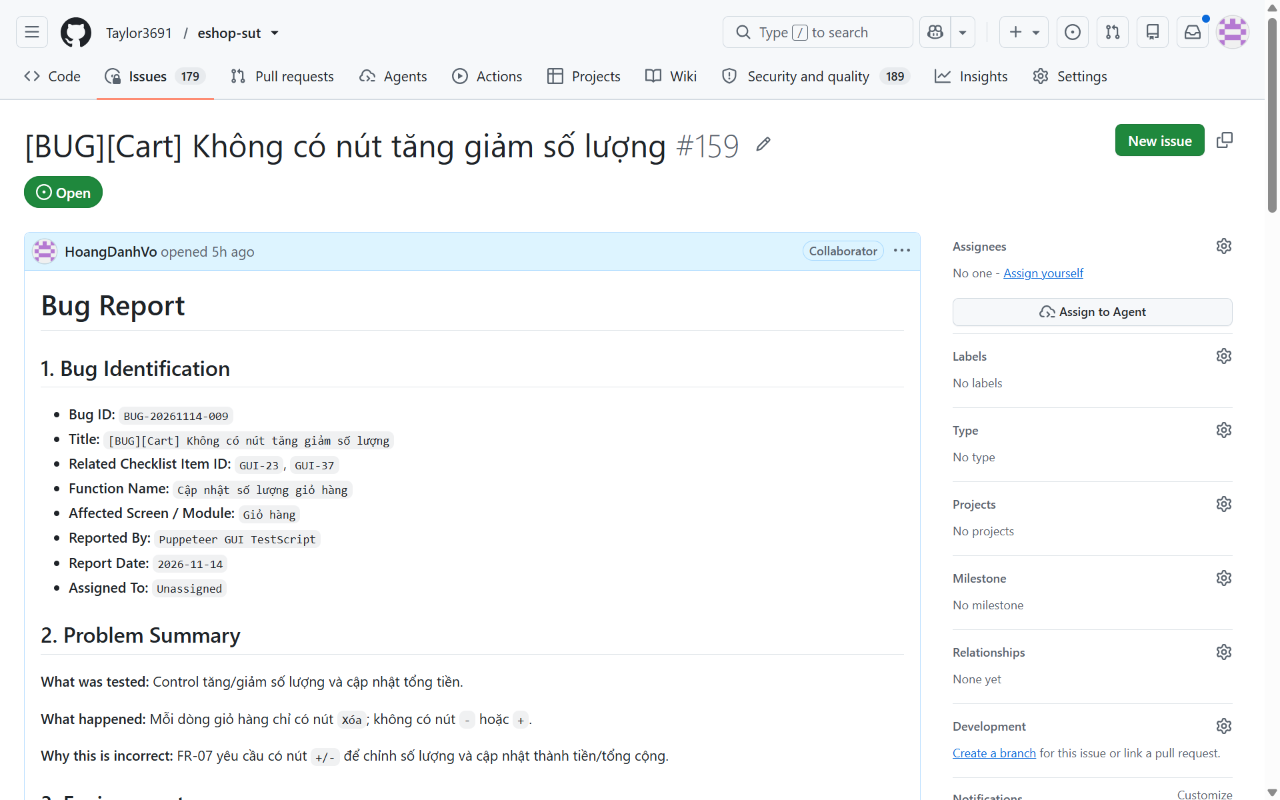 Taylor3691 / eshop-sut
Type / to search
Code
Issues 179
Pull requests
Agents
Actions
Projects
Wiki
Security and quality 189
Insights
Settings
[BUG][Cart] Không có nút tăng giảm số lượng #159
New issue
Open
HoangDanhVo opened 5h ago
Collaborator
Bug Report
1. Bug Identification
Bug ID: BUG-20261114-009
Title: [BUG][Cart] Không có nút tăng giảm số lượng
Related Checklist Item ID: GUI-23, GUI-37
Function Name: Cập nhật số lượng giỏ hàng
Affected Screen / Module: Giỏ hàng
Reported By: Puppeteer GUI TestScript
Report Date: 2026-11-14
Assigned To: Unassigned
2. Problem Summary
What was tested: Control tăng/giảm số lượng và cập nhật tổng tiền.
What happened: Mỗi dòng giỏ hàng chỉ có nút Xóa; không có nút - hoặc +.
Why this is incorrect: FR-07 yêu cầu có nút +/- để chỉnh số lượng và cập nhật thành tiền/tổng cộng.
Assignees
No one - Assign yourself
Assign to Agent
Labels
No labels
Type
No type
Projects
No projects
Milestone
No milestone
Relationships
None yet
Development
Create a branch for this issue or link a pull request.
Notifications
Customize